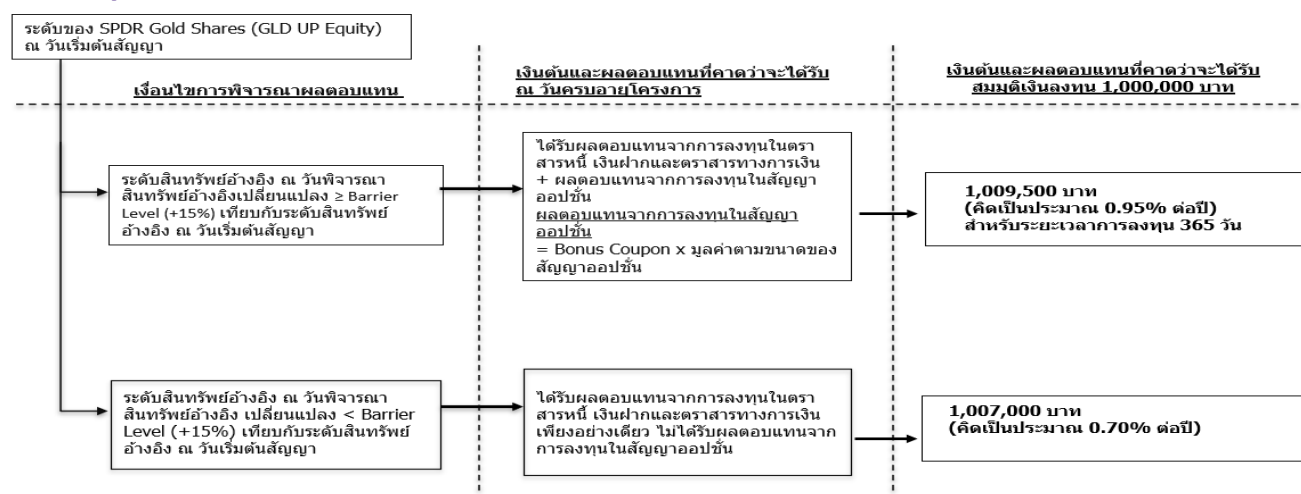 ระดับของ SPDR Gold Shares (GLD UP Equity)
ณ วันเริ่มต้นสัญญา
เงื่อนไขการพิจารณาผลตอบแทน
เงินต้นและผลตอบแทนที่คาดว่าจะได้รับ
ณ วันครบอายุโครงการ
เงินต้นและผลตอบแทนที่คาดว่าจะได้รับ
สมมุติเงินลงทุน 1,000,000 บาท
ระดับสินทรัพย์อ้างอิง ณ วันพิจารณา
สินทรัพย์อ้างอิงเปลี่ยนแปลง ≥ Barrier
Level (+15%) เทียบกับระดับสินทรัพย์
อ้างอิง ณ วันเริ่มต้นสัญญา
ได้รับผลตอบแทนจากการลงทุนในตรา
สารหนี้ เงินฝากและตราสารทางการเงิน
+ ผลตอบแทนจากการลงทุนในสัญญา
ออปชั่น
ผลตอบแทนจากการลงทุนในสัญญา
ออปชั่น
= Bonus Coupon x มูลค่าตามขนาดของ
สัญญาออปชั่น
1,009,500 บาท
(คิดเป็นประมาณ 0.95% ต่อปี)
สำหรับระยะเวลาการลงทุน 365 วัน
ระดับสินทรัพย์อ้างอิง ณ วันพิจารณา
สินทรัพย์อ้างอิง เปลี่ยนแปลง < Barrier
Level (+15%) เทียบกับระดับสินทรัพย์
อ้างอิง ณ วันเริ่มต้นสัญญา
ได้รับผลตอบแทนจากการลงทุนในตรา
สารหนี้ เงินฝากและตราสารทางการเงิน
เพียงอย่างเดียว ไม่ได้รับผลตอบแทนจาก
การลงทุนในสัญญาออปชั่น
1,007,000 บาท
(คิดเป็นประมาณ 0.70% ต่อปี)